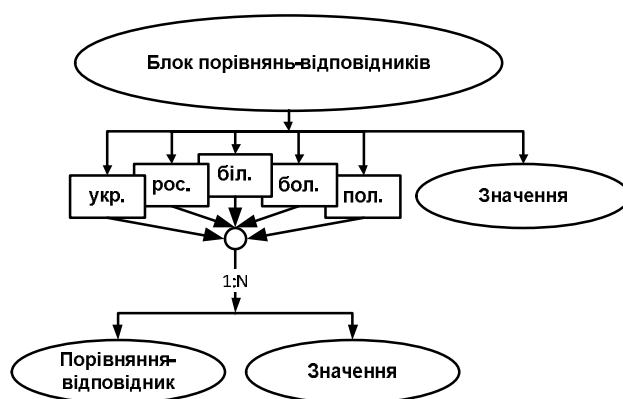 Блок порівнянь-відповідників
укр.
рос.
біл.
бол.
пол.
Значення
1:N
Порівняння-
відповідник
Значення